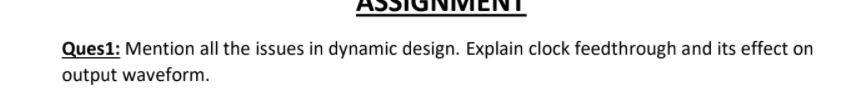 ASSIGNMENT
Ques1: Mention all the issues in dynamic design. Explain clock feedthrough and its effect on
output waveform.